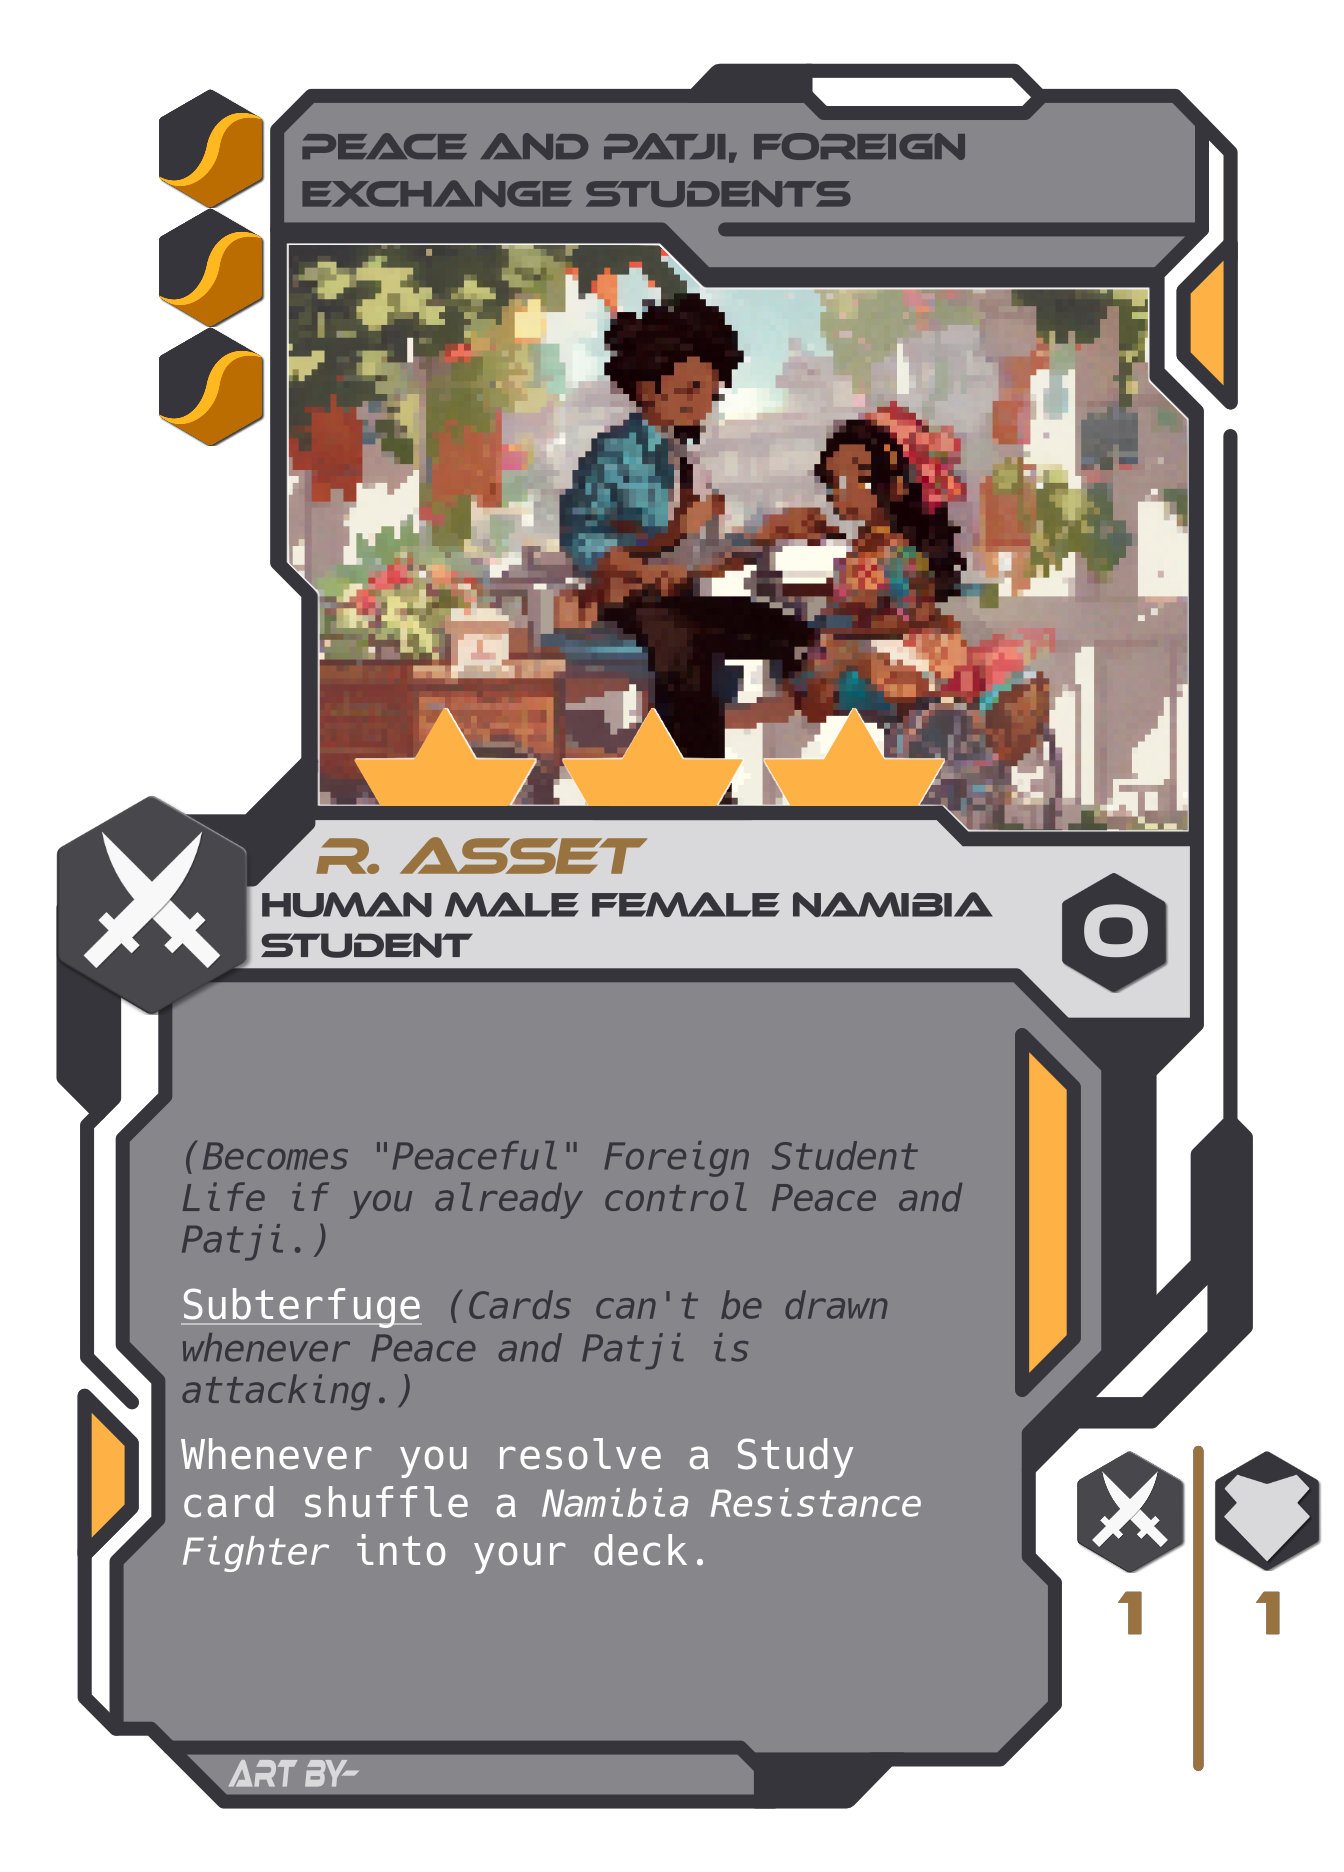 PEACE AND PATJI, FOREIGN
EXCHANGE STUDENTS
R. ASSET
HUMAN MALE FEMALE NAMIBIA
STUDENT
0
(Becomes "Peaceful" Foreign Student
Life if you already control Peace and
Patji.)
Subterfuge (Cards can't be drawn
whenever Peace and Patji is
attacking.)
Whenever you resolve a Study
card shuffle a Namibia Resistance
Fighter into your deck.
1
1
ART BY-